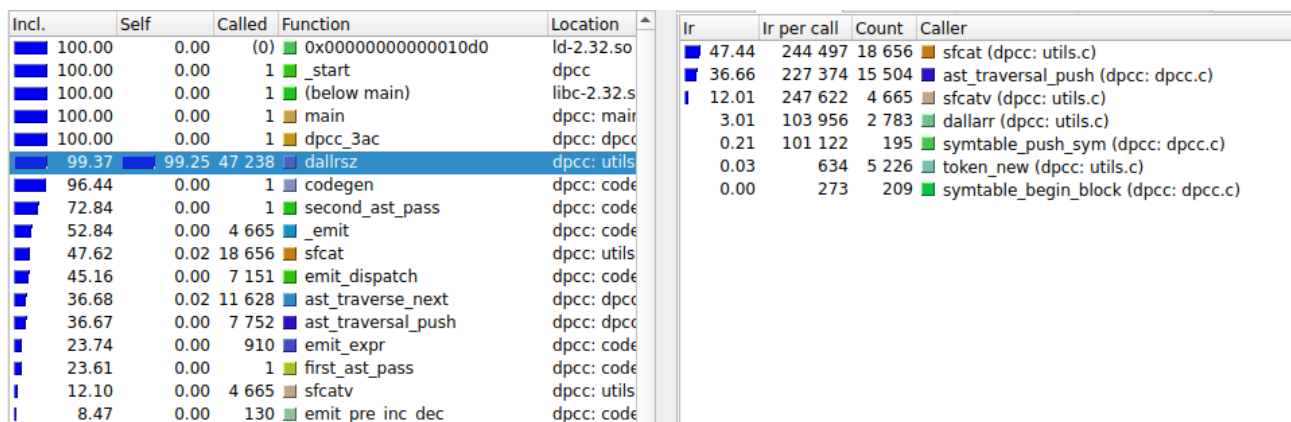 Incl. Self Called Function Location
100.00 0.00 (0) 0x00000000000010d0 ld-2.32.so
100.00 0.00 1 _start dpcc
100.00 0.00 1 (below main) libc-2.32.s
100.00 0.00 1 main dpcc: mair
100.00 0.00 1 dpcc_3ac dpcc: dpcc
99.37 99.25 47 238 dallrsz dpcc: utils
96.44 0.00 1 codegen dpcc: code
72.84 0.00 1 second_ast_pass dpcc: code
52.84 0.00 4 665 _emit dpcc: code
47.62 0.02 18 656 sfcat dpcc: utils
45.16 0.00 7 151 emit_dispatch dpcc: code
36.68 0.02 11 628 ast_traverse_next dpcc: dpcc
36.67 0.00 7 752 ast_traversal_push dpcc: dpcc
23.74 0.00 910 emit_expr dpcc: code
23.61 0.00 1 first_ast_pass dpcc: code
12.10 0.00 4 665 sfcatv dpcc: utils
8.47 0.00 130 emit_pre_inc_dec dpcc: code
Ir Ir per call Count Caller
47.44 244 497 18 656 sfcat (dpcc: utils.c)
36.66 227 374 15 504 ast_traversal_push (dpcc: dpcc.c)
12.01 247 622 4 665 sfcatv (dpcc: utils.c)
3.01 103 956 2 783 dallarr (dpcc: utils.c)
0.21 101 122 195 symtable_push_sym (dpcc: dpcc.c)
0.03 634 5 226 token_new (dpcc: utils.c)
0.00 273 209 symtable_begin_block (dpcc: dpcc.c)